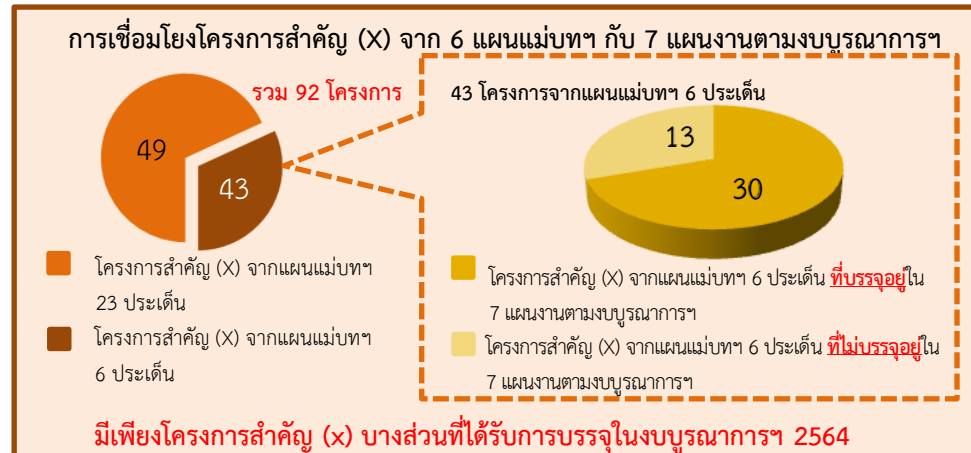 การเชื่อมโยงโครงการสำคัญ (X) จาก 6 แผนแม่บทฯ กับ 7 แผนงานตามงบบูรณาการฯ
รวม 92 โครงการ
49
43
โครงการสำคัญ (X) จากแผนแม่บทฯ
23 ประเด็น
โครงการสำคัญ (X) จากแผนแม่บทฯ
6 ประเด็น
43 โครงการจากแผนแม่บทฯ 6 ประเด็น
13
30
โครงการสำคัญ (X) จากแผนแม่บทฯ 6 ประเด็น ที่บรรจุอยู่ใน
7 แผนงานตามงบบูรณาการฯ
โครงการสำคัญ (X) จากแผนแม่บทฯ 6 ประเด็น ที่ไม่บรรจุอยู่ใน
7 แผนงานตามงบบูรณาการฯ
มีเพียงโครงการสำคัญ (x) บางส่วนที่ได้รับการบรรจุในงบบูรณาการฯ 2564